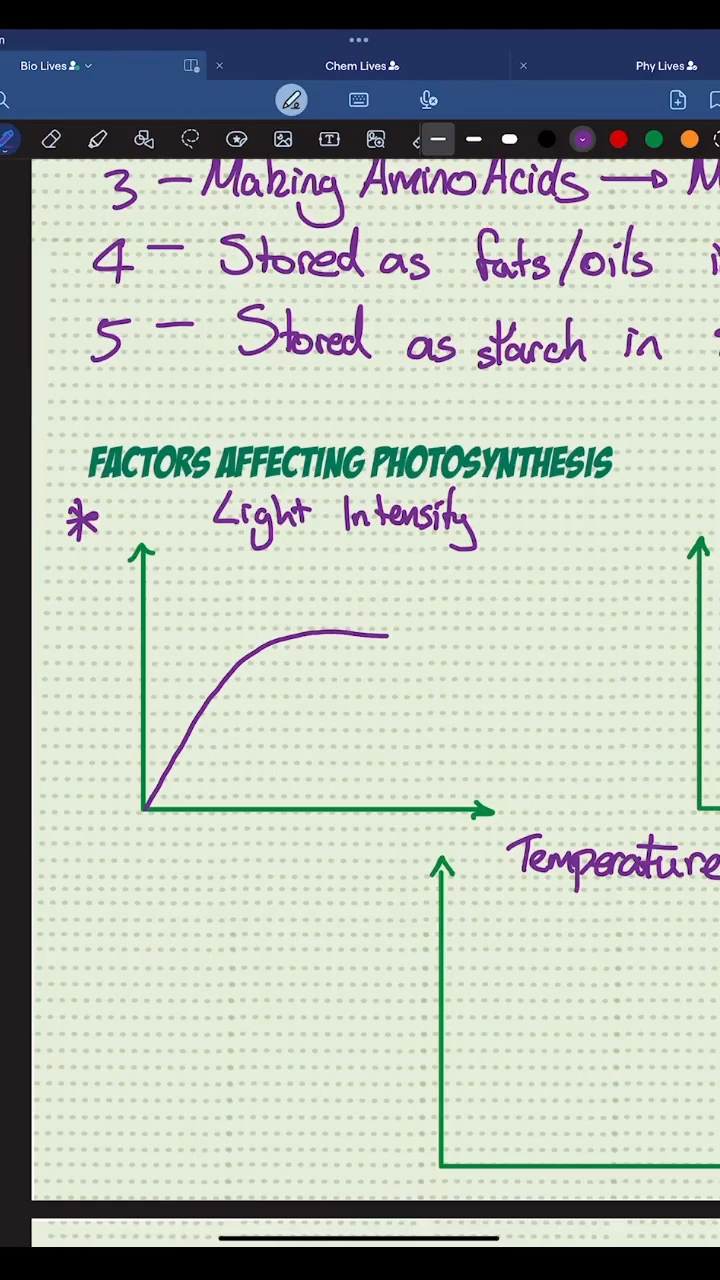 n
Bio Lives
Chem Lives
Phy Lives
T
3 - Making Amino Acids → M
4 - Stored as fats/oils i
5 - Stored as starch in
FACTORS AFFECTING PHOTOSYNTHESIS
* Light Intensity
Temperature